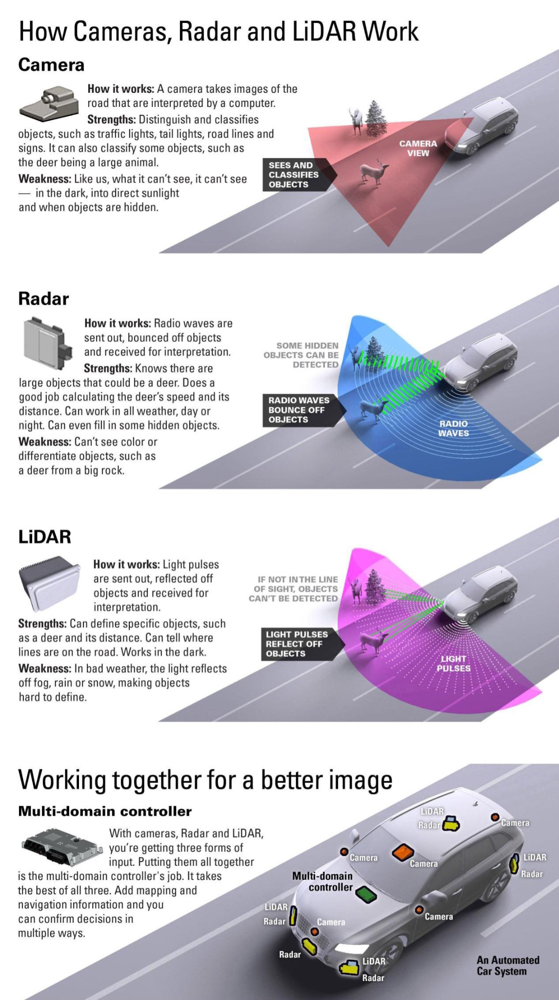 How Cameras, Radar and LiDAR Work
Camera
How it works: A camera takes images of the
road that are interpreted by a computer.
Strengths: Distinguish and classifies
objects, such as traffic lights, tail lights, road lines and
signs. It can also classify some objects, such as
the deer being a large animal.
Weakness: Like us, what it can't see, it can't see
— in the dark, into direct sunlight
and when objects are hidden.
SEES AND
CLASSIFIES
OBJECTS
CAMERA
VIEW
Radar
How it works: Radio waves are
sent out, bounced off objects
and received for interpretation.
Strengths: Knows there are
large objects that could be a deer. Does a
good job calculating the deer's speed and its
distance. Can work in all weather, day or
night. Can even fill in some hidden objects.
Weakness: Can't see color or
differentiate objects, such as
a deer from a big rock.
SOME HIDDEN
OBJECTS CAN BE
DETECTED
RADIO WAVES
BOUNCE OFF
OBJECTS
RADIO
WAVES
LiDAR
How it works: Light pulses
are sent out, reflected off
objects and received for
interpretation.
Strengths: Can define specific objects, such
as a deer and its distance. Can tell where
lines are on the road. Works in the dark.
Weakness: In bad weather, the light reflects
off fog, rain or snow, making objects
hard to define.
IF NOT IN THE LINE
OF SIGHT, OBJECTS
CAN'T BE DETECTED
LIGHT PULSES
REFLECT OFF
OBJECTS
LIGHT
PULSES
Working together for a better image
Multi-domain controller
With cameras, Radar and LiDAR,
you're getting three forms of
input. Putting them all together
is the multi-domain controller's job. It takes
the best of all three. Add mapping and
navigation information and you
can confirm decisions in
multiple ways.
LiDAR
Radar
Camera
Camera
Camera
LiDAR
Radar
Multi-domain
controller
LiDAR
Radar
Camera
Camera
Radar
LiDAR
Radar
An Automated
Car System